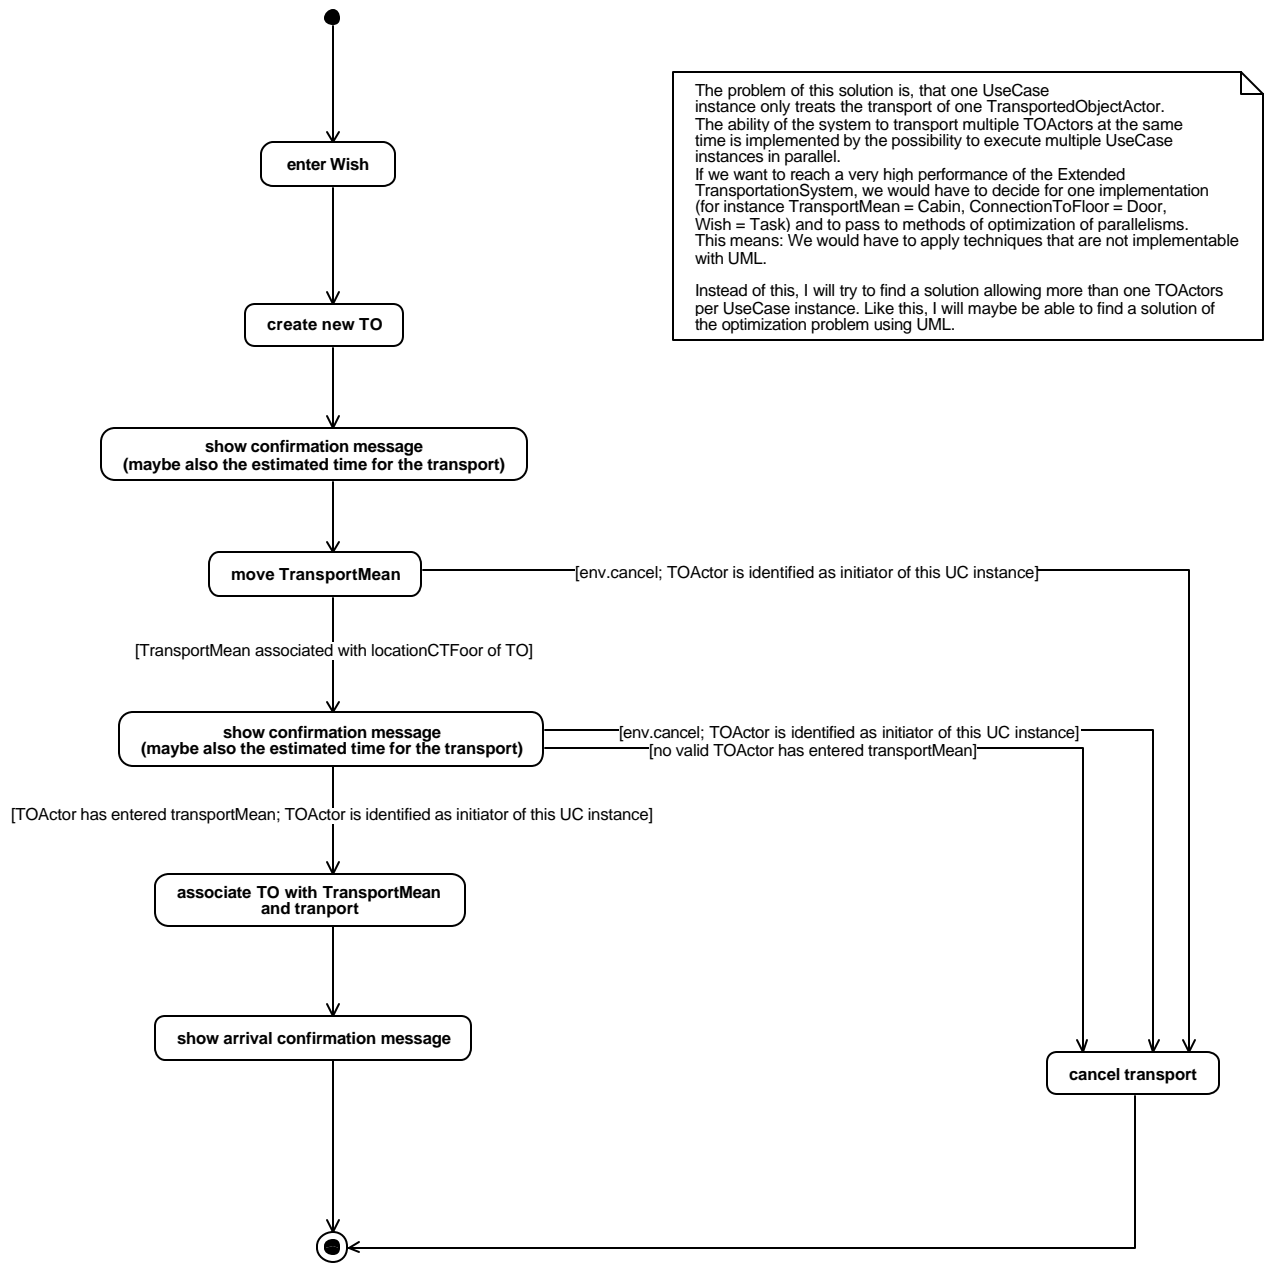 The problem of this solution is, that one UseCase
instance only treats the transport of one TransportedObjectActor.
The ability of the system to transport multiple TOActors at the same
time is implemented by the possibility to execute multiple UseCase
instances in parallel.
If we want to reach a very high performance of the Extended
TransportationSystem, we would have to decide for one implementation
(for instance TransportMean = Cabin, ConnectionToFloor = Door,
Wish = Task) and to pass to methods of optimization of parallelisms.
This means: We would have to apply techniques that are not implementable
with UML.
Instead of this, I will try to find a solution allowing more than one TOActors
per UseCase instance. Like this, I will maybe be able to find a solution of
the optimization problem using UML.
enter Wish
create new TO
show confirmation message
(maybe also the estimated time for the transport)
move TransportMean
[env.cancel; TOActor is identified as initiator of this UC instance]
[TransportMean associated with locationCTFoor of TO]
show confirmation message
(maybe also the estimated time for the transport)
[env.cancel; TOActor is identified as initiator of this UC instance]
[no valid TOActor has entered transportMean]
[TOActor has entered transportMean; TOActor is identified as initiator of this UC instance]
associate TO with TransportMean
and tranport
show arrival confirmation message
cancel transport